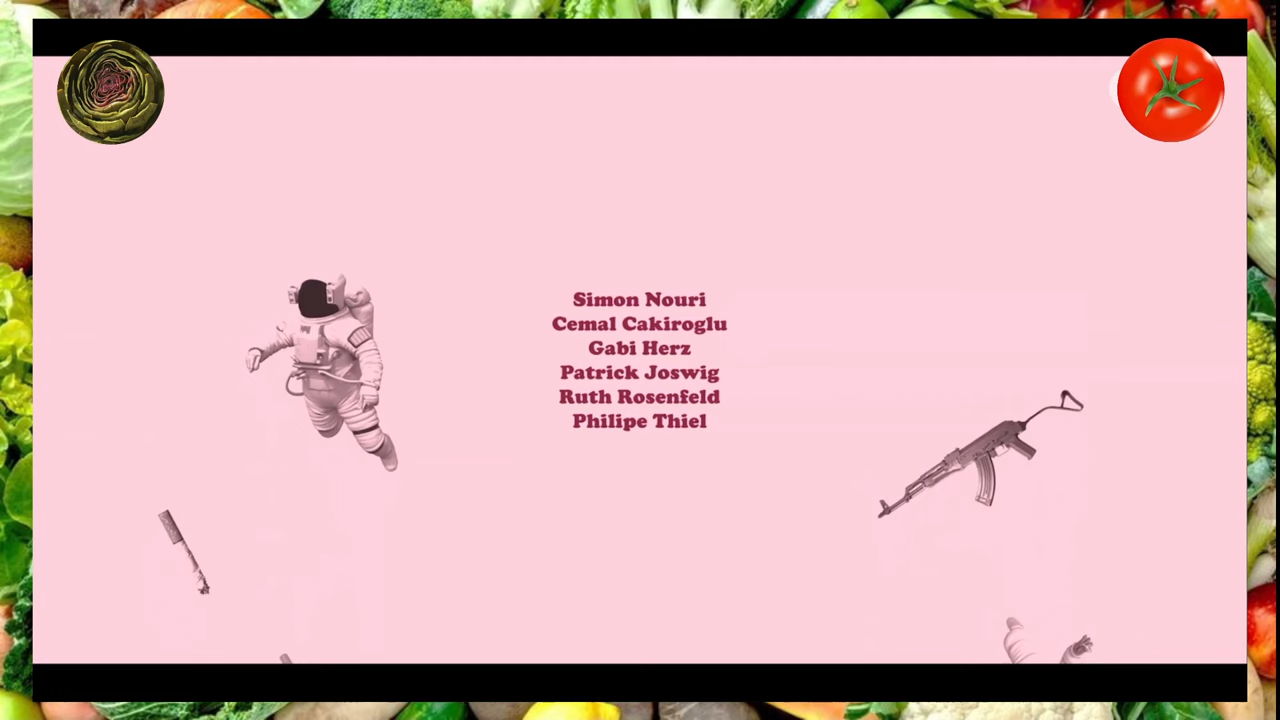 Simon Nouri
Cemal Cakiroglu
Gabi Herz
Patrick Joswig
Ruth Rosenfeld
Philipe Thiel